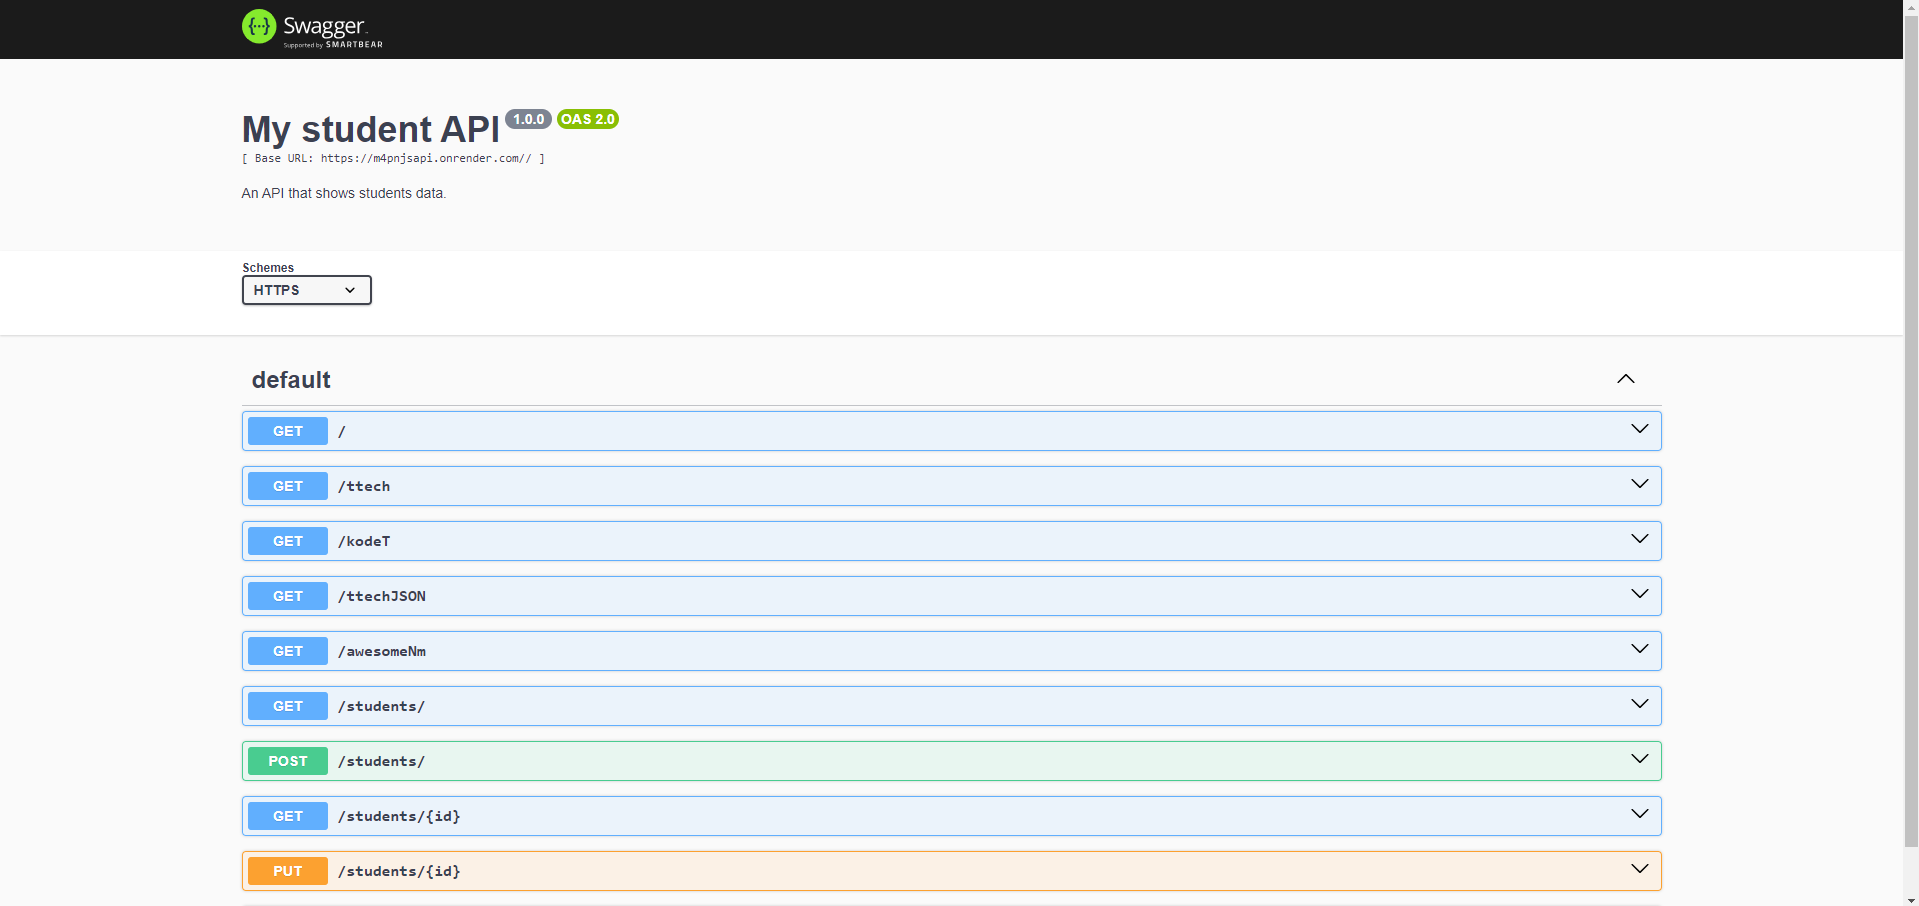 Swagger
Supported by SMARTBEAR
My student API 1.0.0 OAS 2.0
[ Base URL: https://m4pnjsapi.onrender.com// ]
An API that shows students data.
Schemes
HTTPS
default
GET /
GET /ttech
GET /kodeT
GET /ttechJSON
GET /awesomeNm
GET /students/
POST /students/
GET /students/{id}
PUT /students/{id}